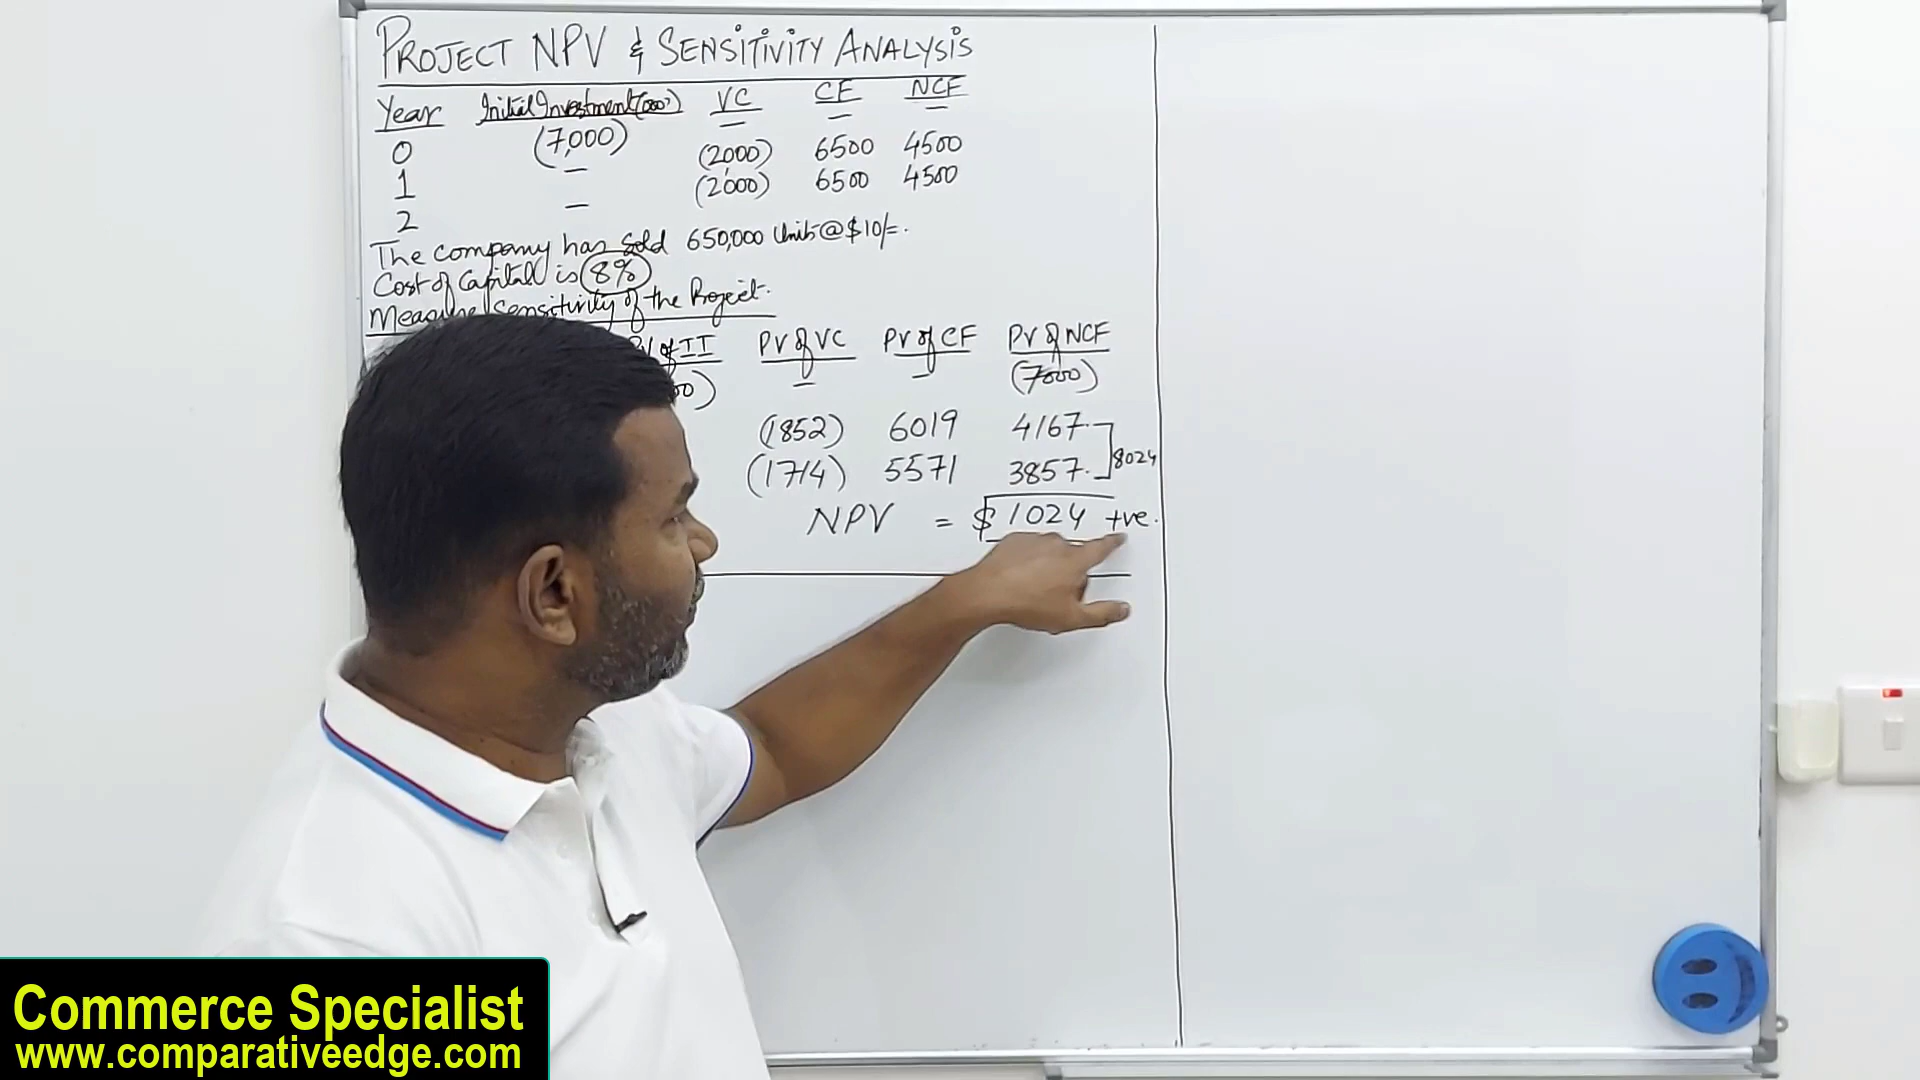 PROJECT NPV & SENSITIVITY ANALYSIS
Year Initial Investment (000') VC CF NCF
0 (7,000) — — —
1 — (2000) 6500 4500
2 — (2000) 6500 4500
The company has sold 650,000 Units @ $10/=.
Cost of Capital is 8%
Measure Sensitivity of the Project.
of II PV of VC PV of CF PV of NCF
— — (7000)
(1852) 6019 4167
(1714) 5571 3857 8024
NPV = $1024 +ve.
Commerce Specialist
www.comparativeedge.com